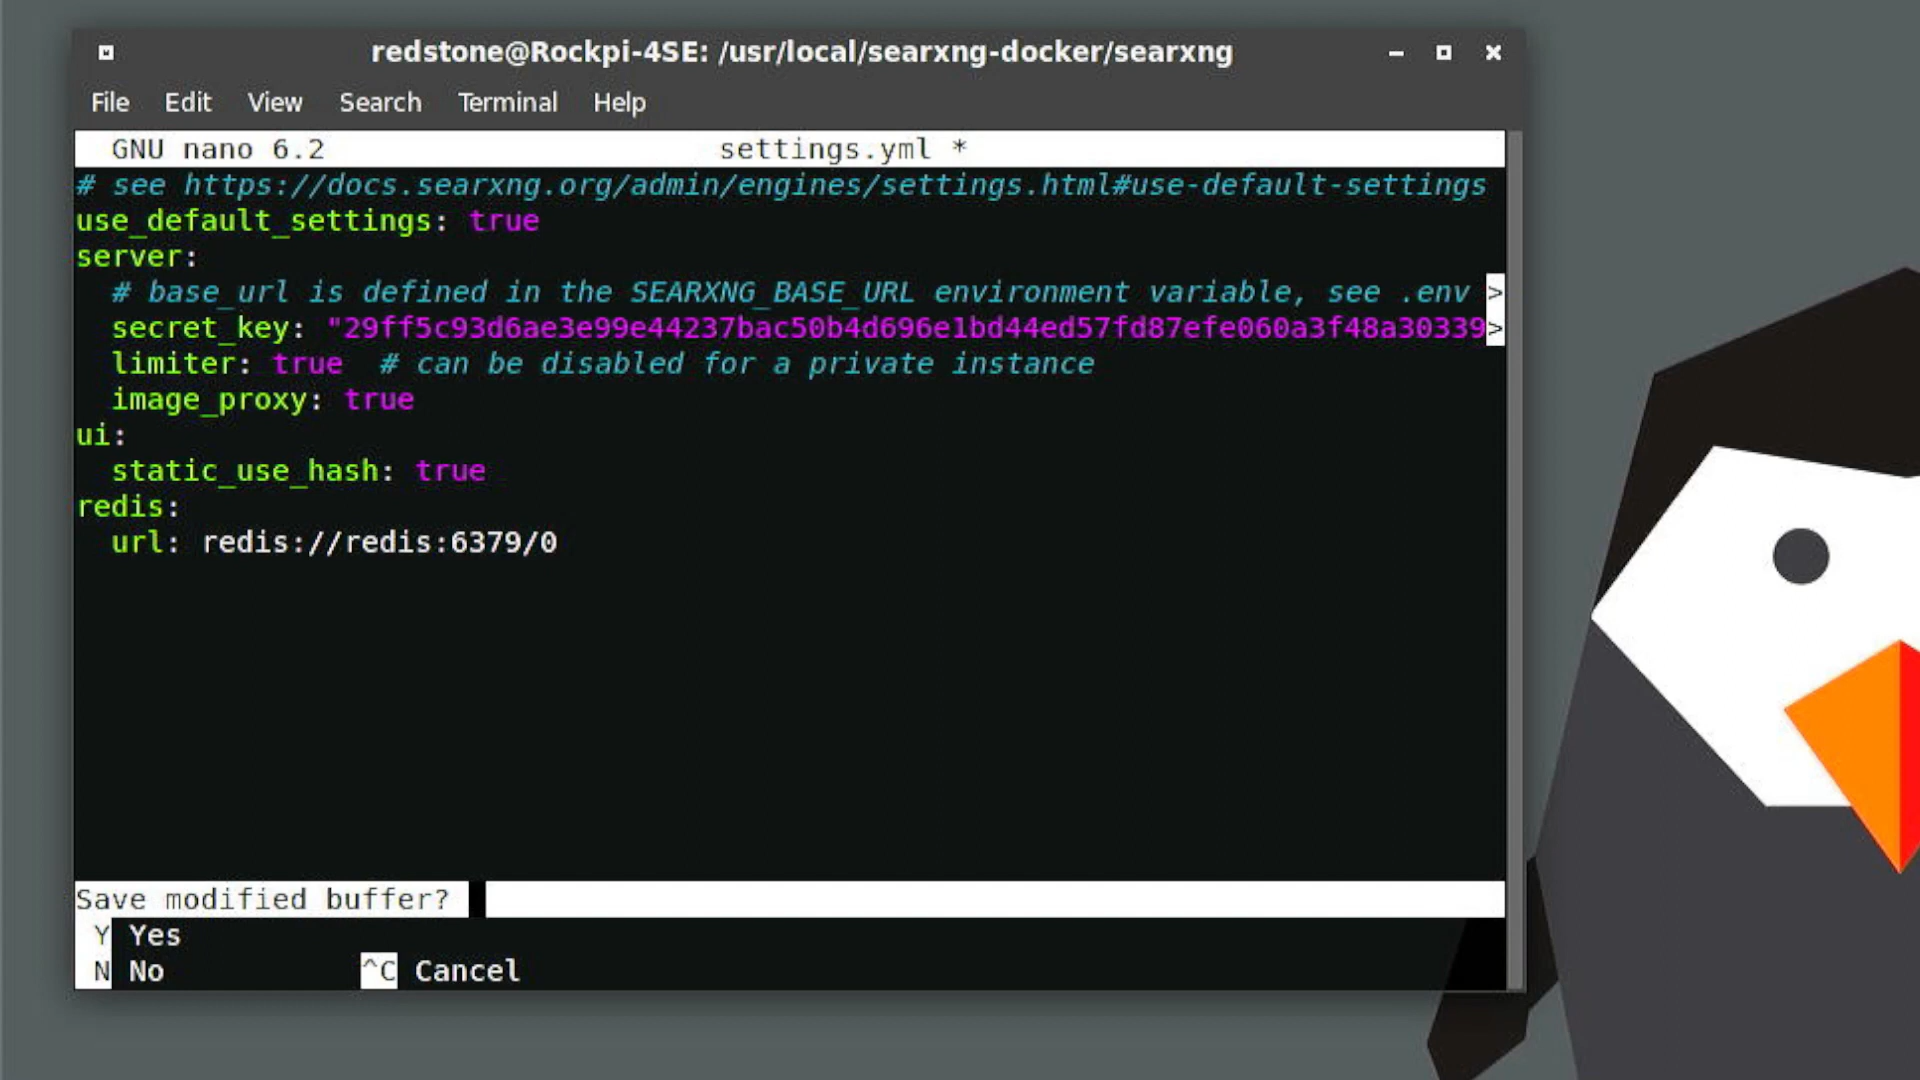 redstone@Rockpi-4SE: /usr/local/searxng-docker/searxng
File Edit View Search Terminal Help
GNU nano 6.2 settings.yml *
# see https://docs.searxng.org/admin/engines/settings.html#use-default-settings
use_default_settings: true
server:
  # base_url is defined in the SEARXNG_BASE_URL environment variable, see .env >
  secret_key: "29ff5c93d6ae3e99e44237bac50b4d696e1bd44ed57fd87efe060a3f48a30339>
  limiter: true  # can be disabled for a private instance
  image_proxy: true
ui:
  static_use_hash: true
redis:
  url: redis://redis:6379/0
Save modified buffer?
Y Yes
N No ^C Cancel